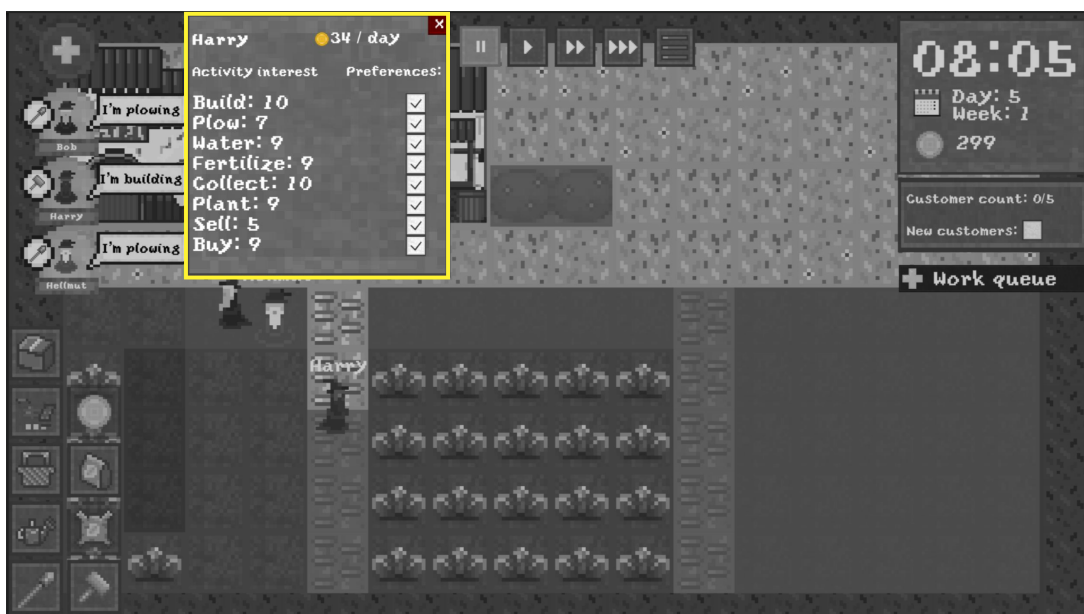 Harry 34 / day
Activity interest Preferences:
Build: 10
Plow: 7
Water: 9
Fertilize: 9
Collect: 10
Plant: 9
Sell: 5
Buy: 9
I'm plowing
Bob
I'm building
Harry
I'm plowing
Hellmut
08:05
Day: 5
Week: 1
299
Customer count: 0/5
New customers:
Work queue
Harry